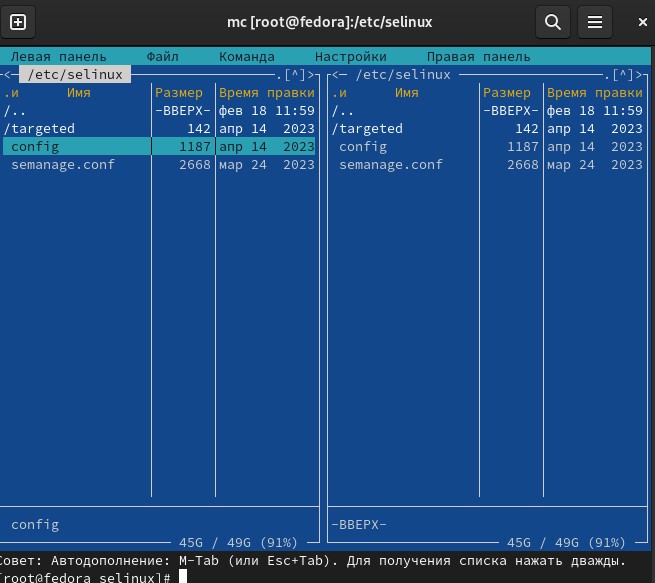 mc [root@fedora]:/etc/selinux
Левая панель Файл Команда Настройки Правая панель
<─ /etc/selinux .[^]> <─ /etc/selinux .[^]>
.и Имя Размер Время правки .и Имя Размер Время правки
/.. -ВВЕРХ- фев 18 11:59 /.. -ВВЕРХ- фев 18 11:59
/targeted 142 апр 14 2023 /targeted 142 апр 14 2023
config 1187 апр 14 2023 config 1187 апр 14 2023
semanage.conf 2668 мар 24 2023 semanage.conf 2668 мар 24 2023
config -ВВЕРХ-
45G / 49G (91%) 45G / 49G (91%)
Совет: Автодополнение: M-Tab (или Esc+Tab). Для получения списка нажать дважды.
[root@fedora selinux]#